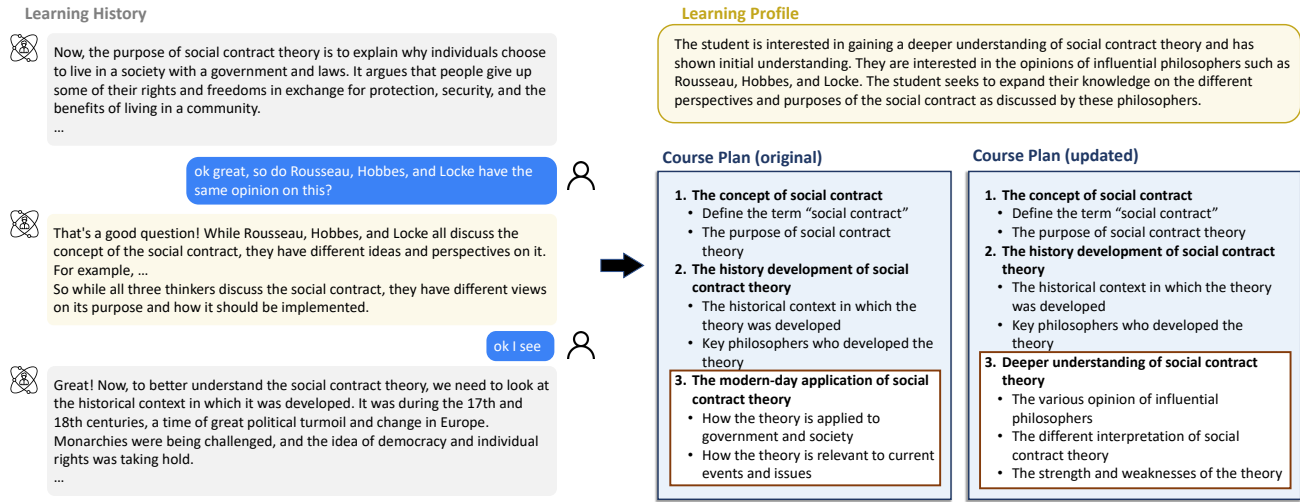 Learning History
Now, the purpose of social contract theory is to explain why individuals choose
to live in a society with a government and laws. It argues that people give up
some of their rights and freedoms in exchange for protection, security, and the
benefits of living in a community.
...
ok great, so do Rousseau, Hobbes, and Locke have the
same opinion on this?
That's a good question! While Rousseau, Hobbes, and Locke all discuss the
concept of the social contract, they have different ideas and perspectives on it.
For example, ...
So while all three thinkers discuss the social contract, they have different views
on its purpose and how it should be implemented.
ok I see
Great! Now, to better understand the social contract theory, we need to look at
the historical context in which it was developed. It was during the 17th and
18th centuries, a time of great political turmoil and change in Europe.
Monarchies were being challenged, and the idea of democracy and individual
rights was taking hold.
...
Learning Profile
The student is interested in gaining a deeper understanding of social contract theory and has
shown initial understanding. They are interested in the opinions of influential philosophers such as
Rousseau, Hobbes, and Locke. The student seeks to expand their knowledge on the different
perspectives and purposes of the social contract as discussed by these philosophers.
Course Plan (original)
1. The concept of social contract
• Define the term “social contract”
• The purpose of social contract
theory
2. The history development of social
contract theory
• The historical context in which the
theory was developed
• Key philosophers who developed the
theory
3. The modern-day application of social
contract theory
• How the theory is applied to
government and society
• How the theory is relevant to current
events and issues
Course Plan (updated)
1. The concept of social contract
• Define the term “social contract”
• The purpose of social contract theory
2. The history development of social contract
theory
• The historical context in which the theory
was developed
• Key philosophers who developed the
theory
3. Deeper understanding of social contract
theory
• The various opinion of influential
philosophers
• The different interpretation of social
contract theory
• The strength and weaknesses of the theory